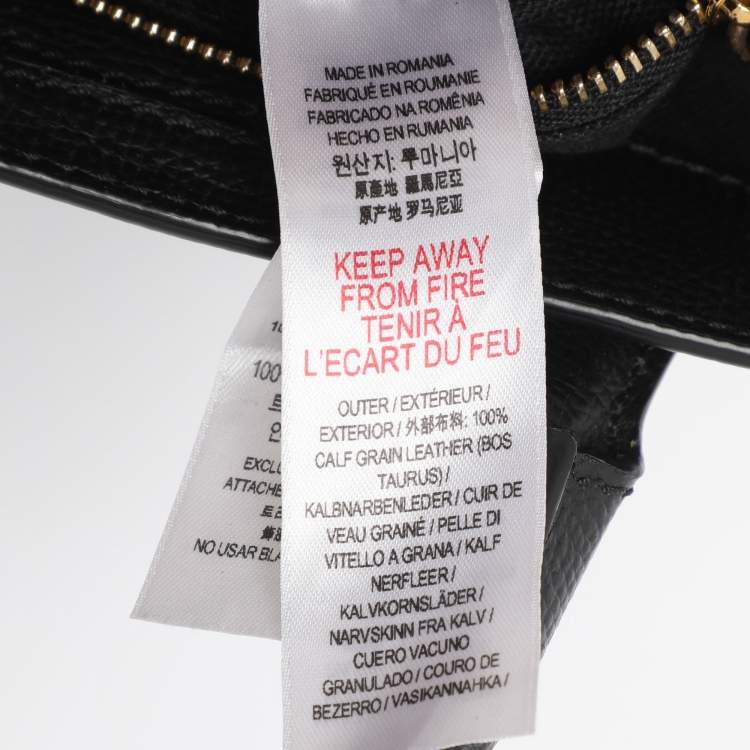 MADE IN ROMANIA
FABRIQUÉ EN ROUMANIE
FABRICADO NA ROMÊNIA
HECHO EN RUMANIA
원산지: 루마니아
原產地 羅馬尼亞
原产地 罗马尼亚
KEEP AWAY
FROM FIRE
TENIR À
L'ECART DU FEU
OUTER / EXTÉRIEUR /
EXTERIOR / 外部布料: 100%
CALF GRAIN LEATHER (BOS
TAURUS) /
KALBNARBENLEDER / CUIR DE
VEAU GRAINÉ / PELLE DI
VITELLO A GRANA / KALF
NERFLEER /
KALVKORNSLÄDER /
NARVSKINN FRA KALV /
CUERO VACUNO
GRANULADO / COURO DE
BEZERRO / VASIKANNAHKA /
100
NO USAR